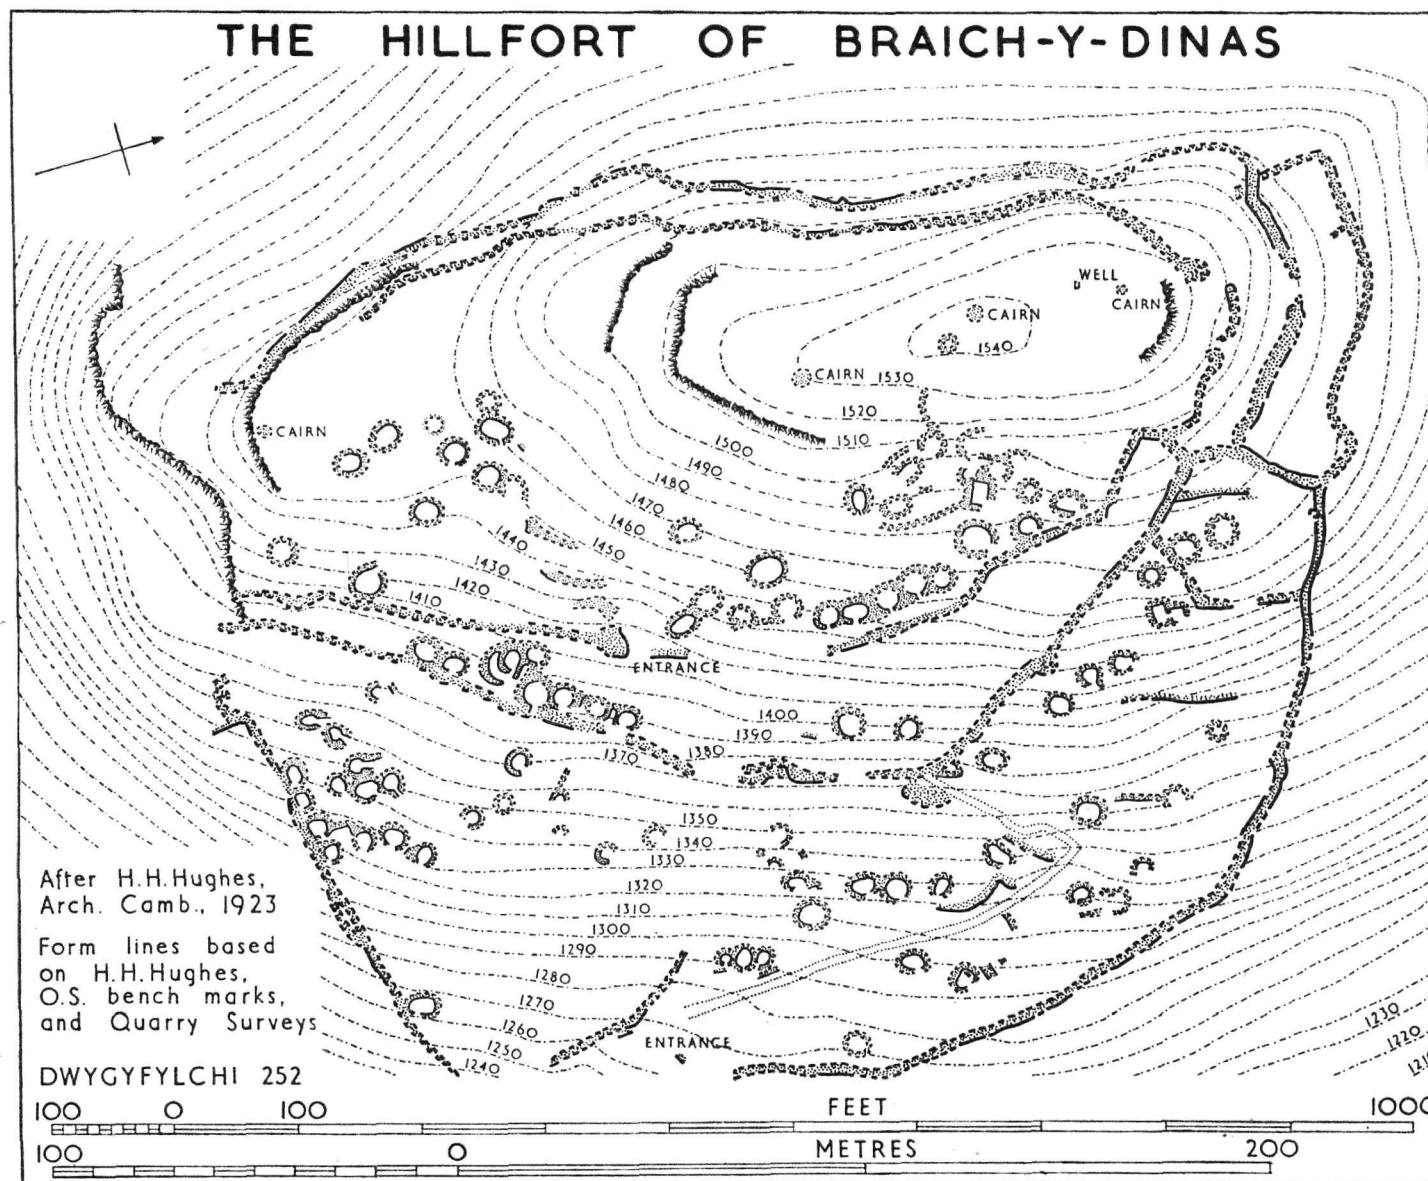 THE HILLFORT OF BRAICH-Y-DINAS
WELL
CAIRN
CAIRN
1540
CAIRN 1530
1520
1510
1500
CAIRN
1490
1480
1470
1460
1450
1440
1430
1420
1410
ENTRANCE
1400
1390
1380
1370
1350
1340
1330
1320
1310
1300
1290
1280
1270
1260
1250
1240
ENTRANCE
1230
1220
After H.H.Hughes,
Arch. Camb., 1923
Form lines based
on H.H.Hughes,
O.S. bench marks,
and Quarry Surveys
DWYGYFYLCHI 252
100 0 100 FEET 1000
100 0 METRES 200